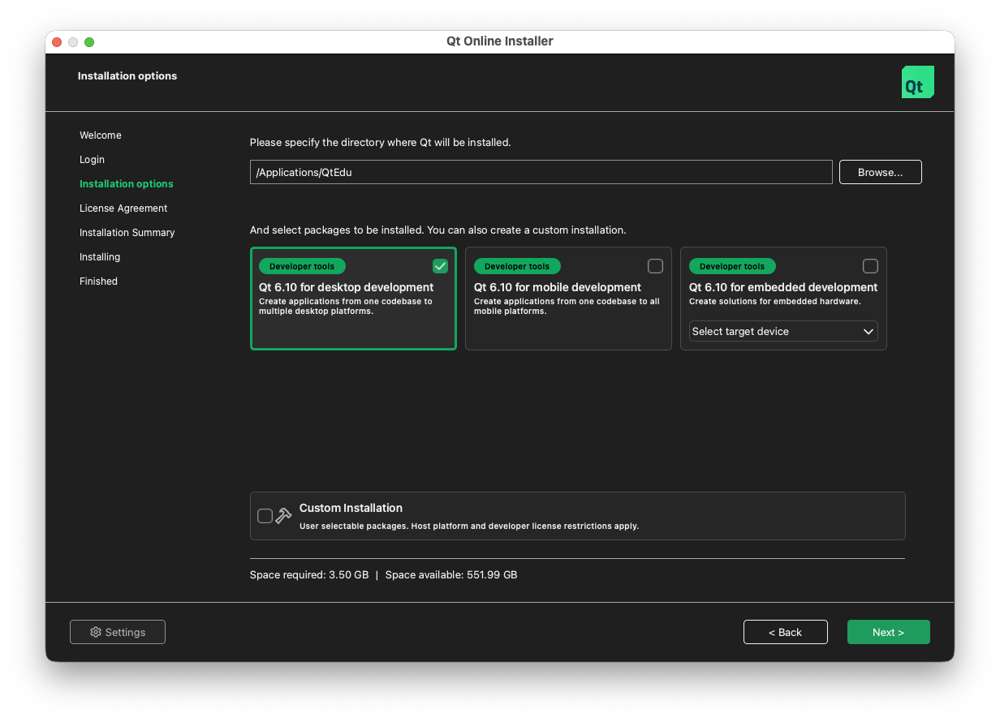 Qt Online Installer
Installation options
Qt
Welcome
Login
Installation options
License Agreement
Installation Summary
Installing
Finished
Please specify the directory where Qt will be installed.
/Applications/QtEdu
Browse...
And select packages to be installed. You can also create a custom installation.
Developer tools
Qt 6.10 for desktop development
Create applications from one codebase to
multiple desktop platforms.
Developer tools
Qt 6.10 for mobile development
Create applications from one codebase to all
mobile platforms.
Developer tools
Qt 6.10 for embedded development
Create solutions for embedded hardware.
Select target device
Custom Installation
User selectable packages. Host platform and developer license restrictions apply.
Space required: 3.50 GB | Space available: 551.99 GB
Settings
< Back
Next >